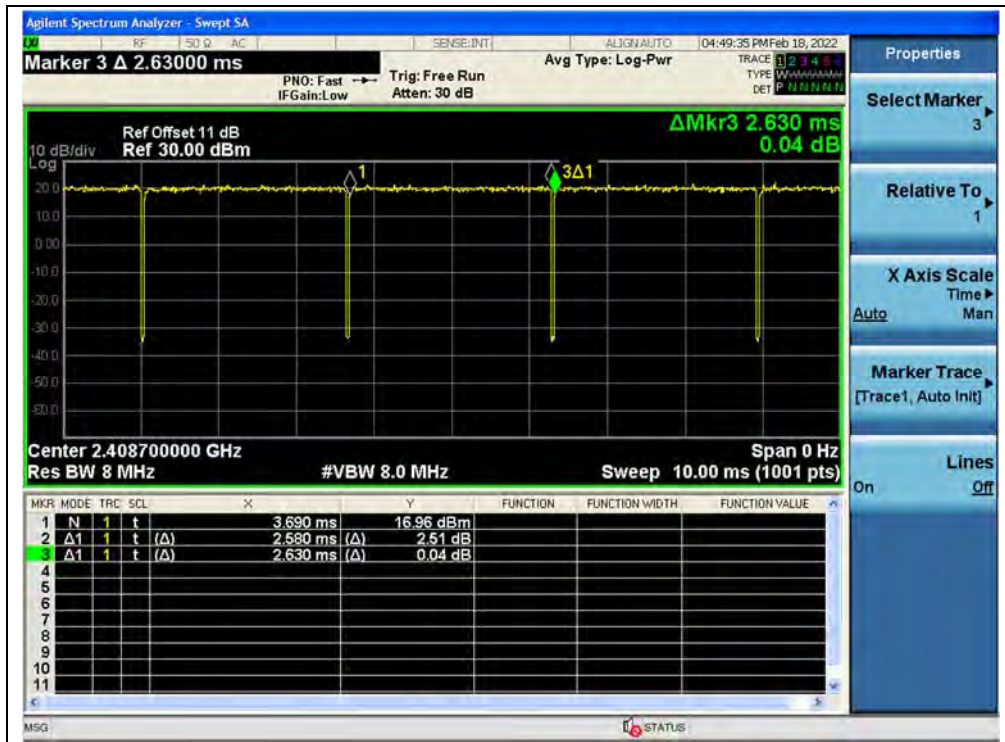 Agilent Spectrum Analyzer - Swept SA
LXI RF 50 Ω AC SENSE:INT ALIGN AUTO 04:49:35 PM Feb 18, 2022
Marker 3 Δ 2.63000 ms
PNO: Fast
IFGain:Low
Trig: Free Run
Atten: 30 dB
Avg Type: Log-Pwr
TRACE 1 2 3 4 5 6
TYPE W
DET P N N N N N
Ref Offset 11 dB
Ref 30.00 dBm
10 dB/div
Log
ΔMkr3 2.630 ms
0.04 dB
1
3Δ1
20.0
10.0
0.00
-10.0
-20.0
-30.0
-40.0
-50.0
-60.0
Center 2.408700000 GHz Span 0 Hz
Res BW 8 MHz #VBW 8.0 MHz Sweep 10.00 ms (1001 pts)
MKR MODE TRC SCL X Y FUNCTION FUNCTION WIDTH FUNCTION VALUE
1 N 1 t 3.690 ms 16.96 dBm
2 Δ1 1 t (Δ) 2.580 ms (Δ) 2.51 dB
3 Δ1 1 t (Δ) 2.630 ms (Δ) 0.04 dB
4
5
6
7
8
9
10
11
MSG STATUS
Properties
Select Marker
3
Relative To
1
X Axis Scale
Time
Auto Man
Marker Trace
[Trace1, Auto Init]
Lines
On Off